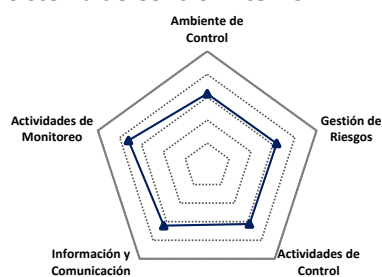 Ambiente de
Control
Actividades de
Monitoreo
Gestión de
Riesgos
Información y
Comunicación
Actividades de
Control